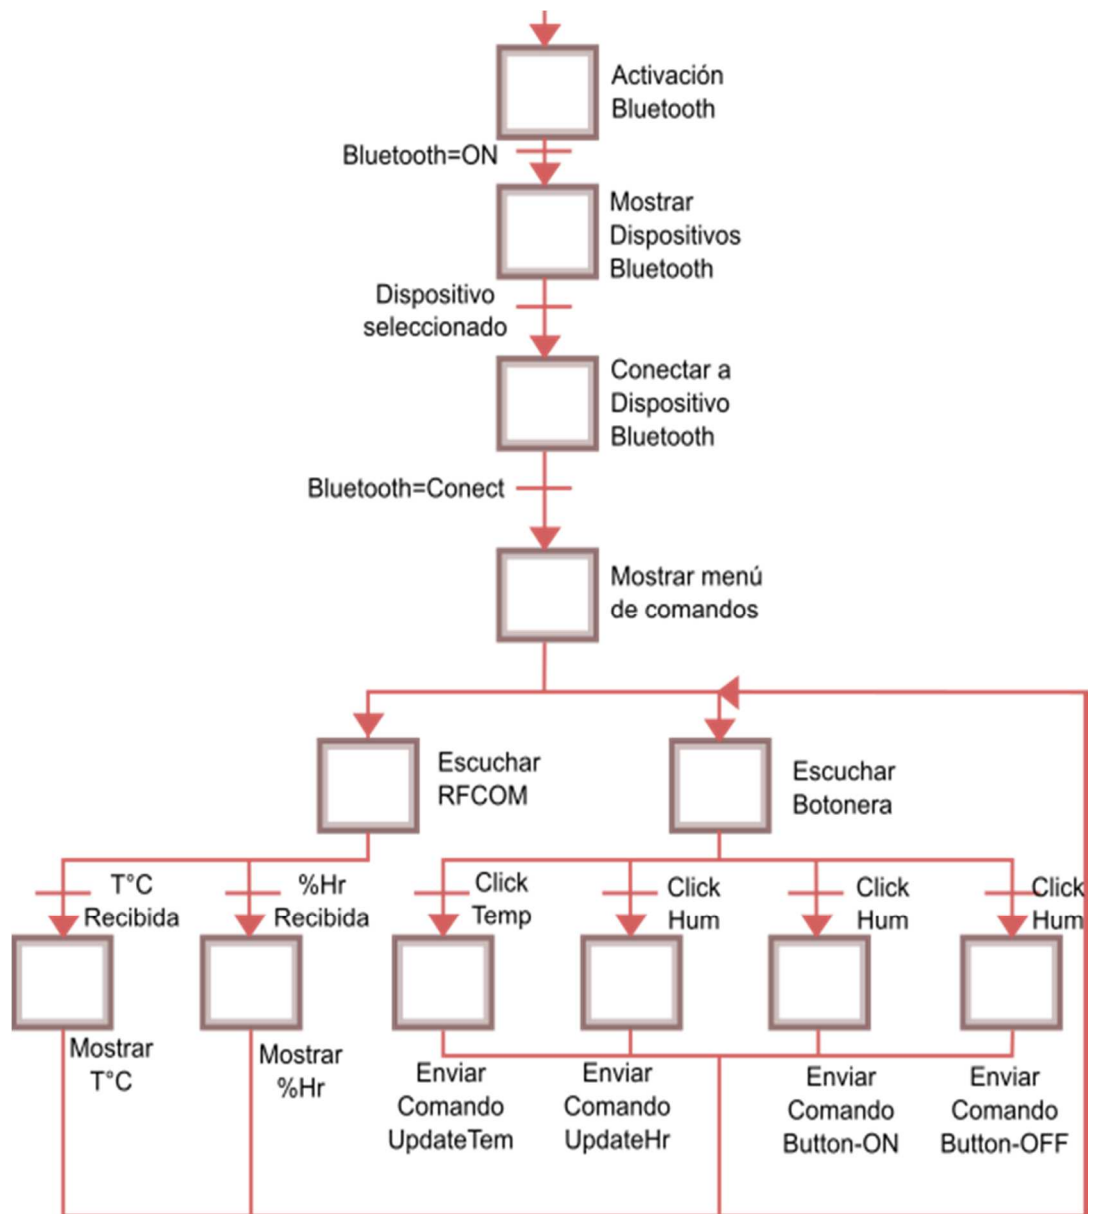 Activación
Bluetooth
Bluetooth=ON
Mostrar
Dispositivos
Bluetooth
Dispositivo
seleccionado
Conectar a
Dispositivo
Bluetooth
Bluetooth=Conect
Mostrar menú
de comandos
Escuchar
RFCOM
Escuchar
Botonera
T°C
Recibida
%Hr
Recibida
Click
Temp
Click
Hum
Click
Hum
Click
Hum
Mostrar
T°C
Mostrar
%Hr
Enviar
Comando
UpdateTem
Enviar
Comando
UpdateHr
Enviar
Comando
Button-ON
Enviar
Comando
Button-OFF